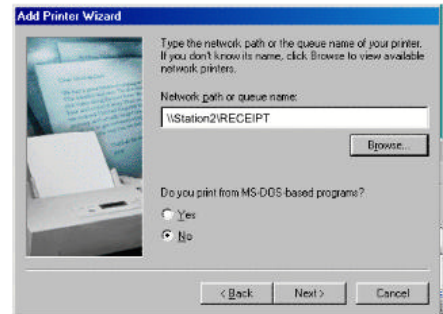 Add Printer Wizard
Type the network path or the queue name of your printer.
If you don't know its name, click Browse to view available
network printers.
Network path or queue name:
\\Station2\RECEIPT
Browse...
Do you print from MS-DOS-based programs?
Yes
No
< Back
Next >
Cancel